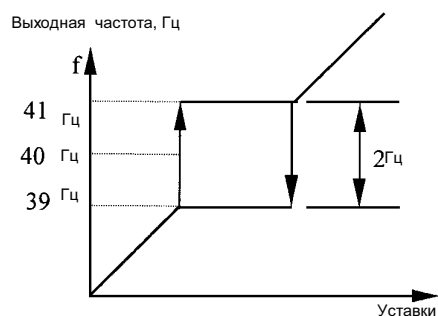 Выходная частота, Гц
f
41 Гц
40 Гц
39 Гц
2Гц
Уставки